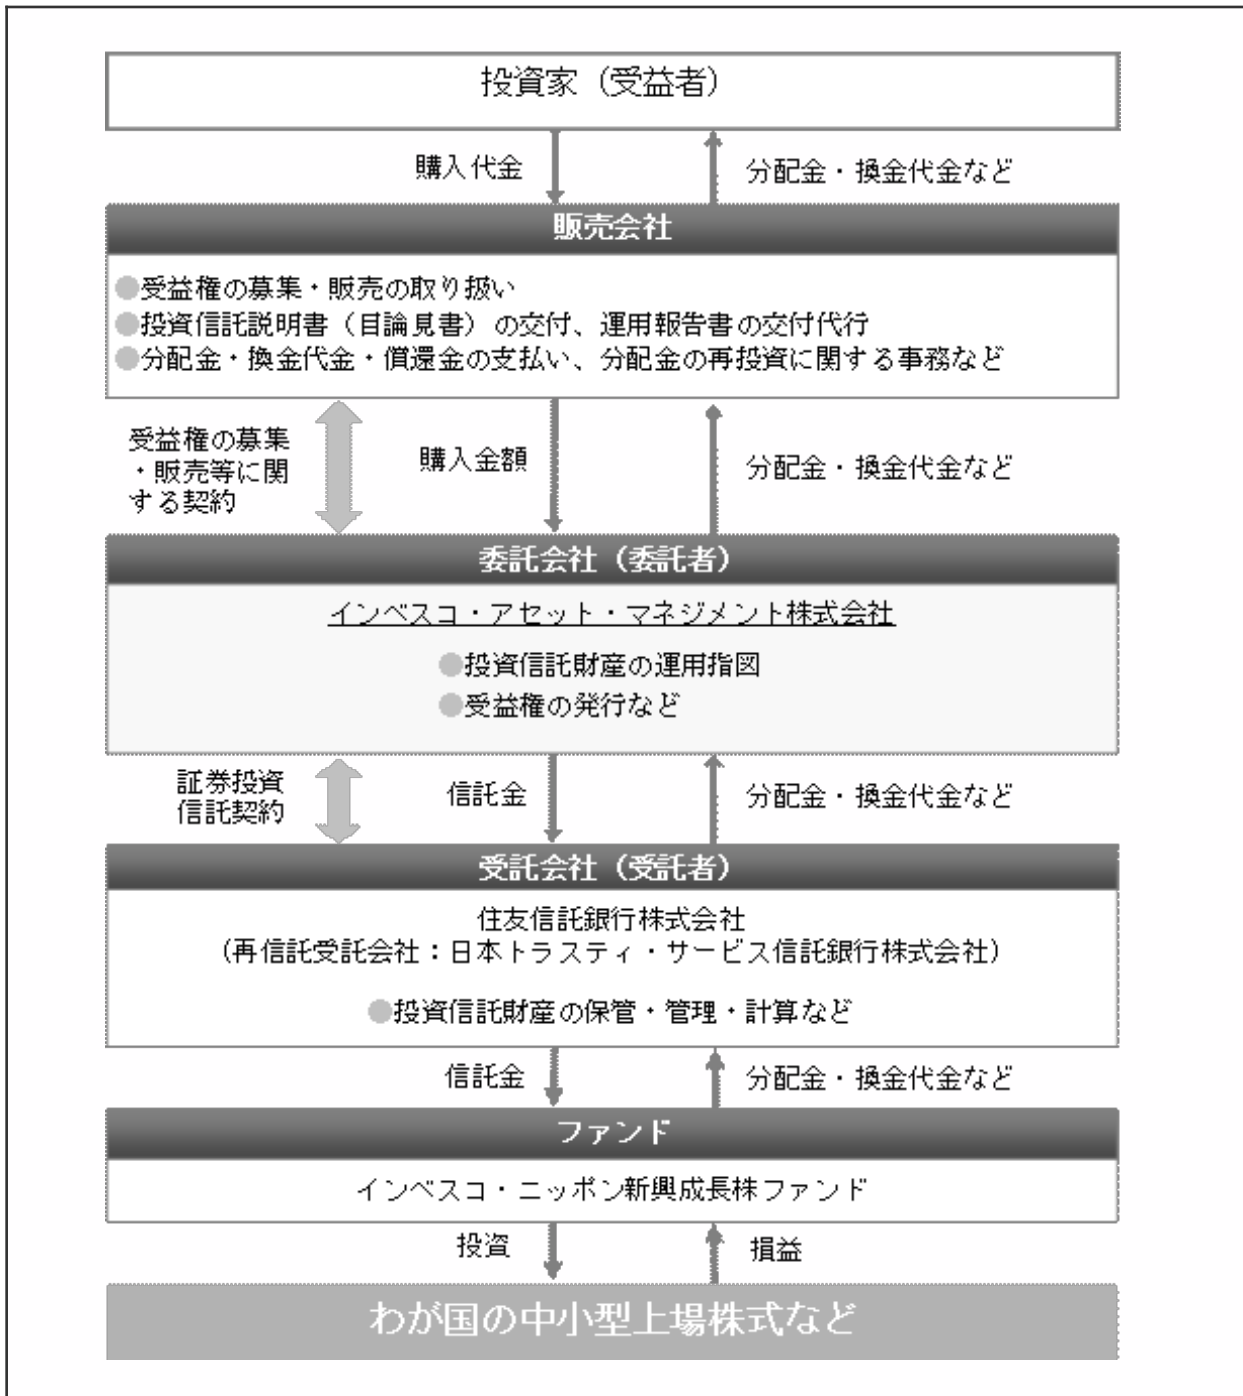 投資家（受益者）
購入代金
分配金・換金代金など
販売会社
●受益権の募集・販売の取り扱い
●投資信託説明書（目論見書）の交付、運用報告書の交付代行
●分配金・換金代金・償還金の支払い、分配金の再投資に関する事務など
受益権の募集
・販売等に関
する契約
購入金額
分配金・換金代金など
委託会社（委託者）
インベスコ・アセット・マネジメント株式会社
●投資信託財産の運用指図
●受益権の発行など
証券投資
信託契約
信託金
分配金・換金代金など
受託会社（受託者）
住友信託銀行株式会社
（再信託受託会社：日本トラスティ・サービス信託銀行株式会社）
●投資信託財産の保管・管理・計算など
信託金
分配金・換金代金など
ファンド
インベスコ・ニッポン新興成長株ファンド
投資
損益
わが国の中小型上場株式など